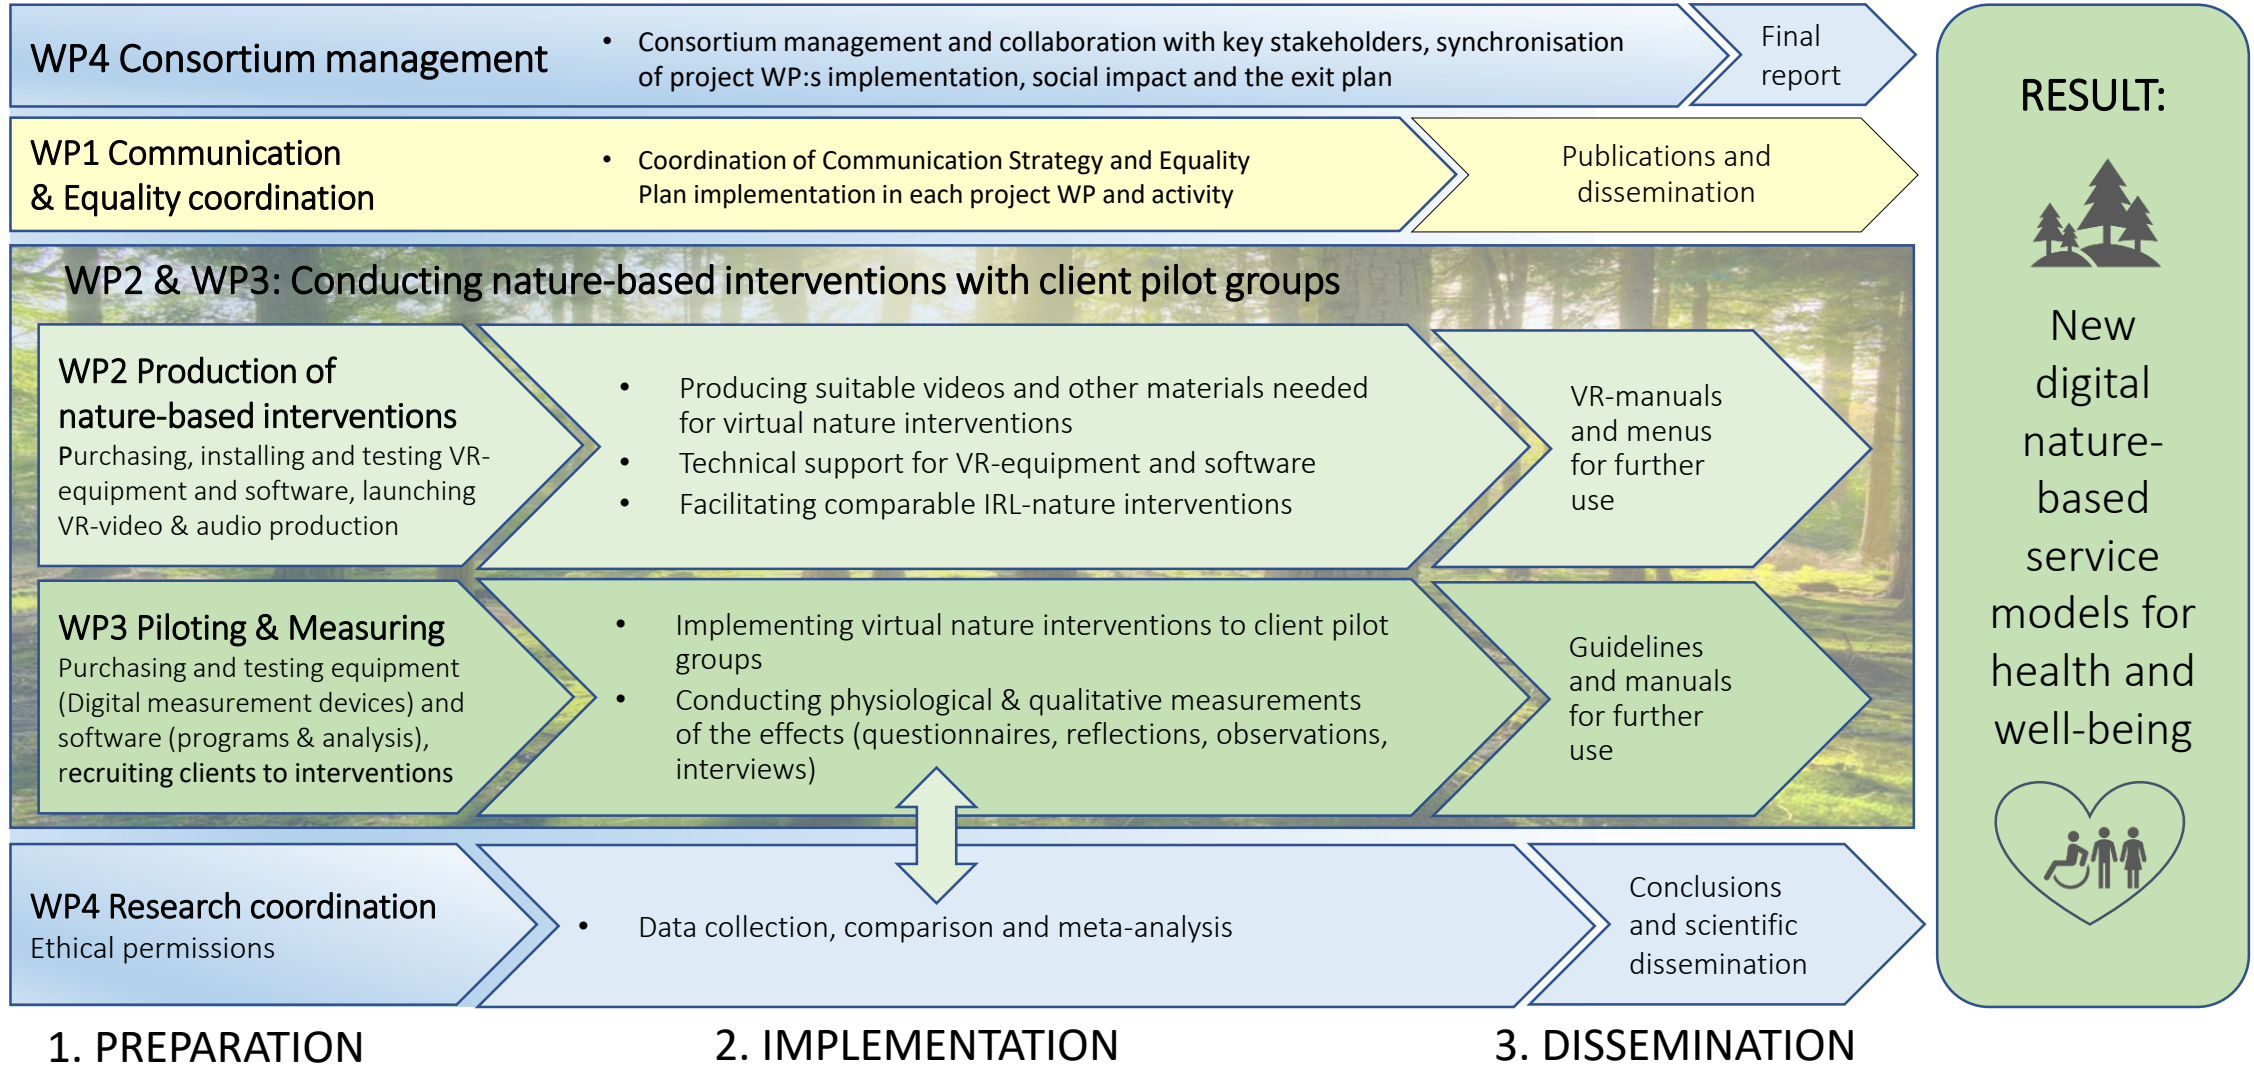 WP4 Consortium management
• Consortium management and collaboration with key stakeholders, synchronisation
of project WP:s implementation, social impact and the exit plan
Final
report
WP1 Communication
& Equality coordination
• Coordination of Communication Strategy and Equality
Plan implementation in each project WP and activity
Publications and
dissemination
WP2 & WP3: Conducting nature-based interventions with client pilot groups
WP2 Production of
nature-based interventions
Purchasing, installing and testing VR-
equipment and software, launching
VR-video & audio production
• Producing suitable videos and other materials needed
for virtual nature interventions
• Technical support for VR-equipment and software
• Facilitating comparable IRL-nature interventions
VR-manuals
and menus
for further
use
WP3 Piloting & Measuring
Purchasing and testing equipment
(Digital measurement devices) and
software (programs & analysis),
recruiting clients to interventions
• Implementing virtual nature interventions to client pilot
groups
• Conducting physiological & qualitative measurements
of the effects (questionnaires, reflections, observations,
interviews)
Guidelines
and manuals
for further
use
WP4 Research coordination
Ethical permissions
• Data collection, comparison and meta-analysis
Conclusions
and scientific
dissemination
1. PREPARATION
2. IMPLEMENTATION
3. DISSEMINATION
RESULT:
New
digital
nature-
based
service
models for
health and
well-being